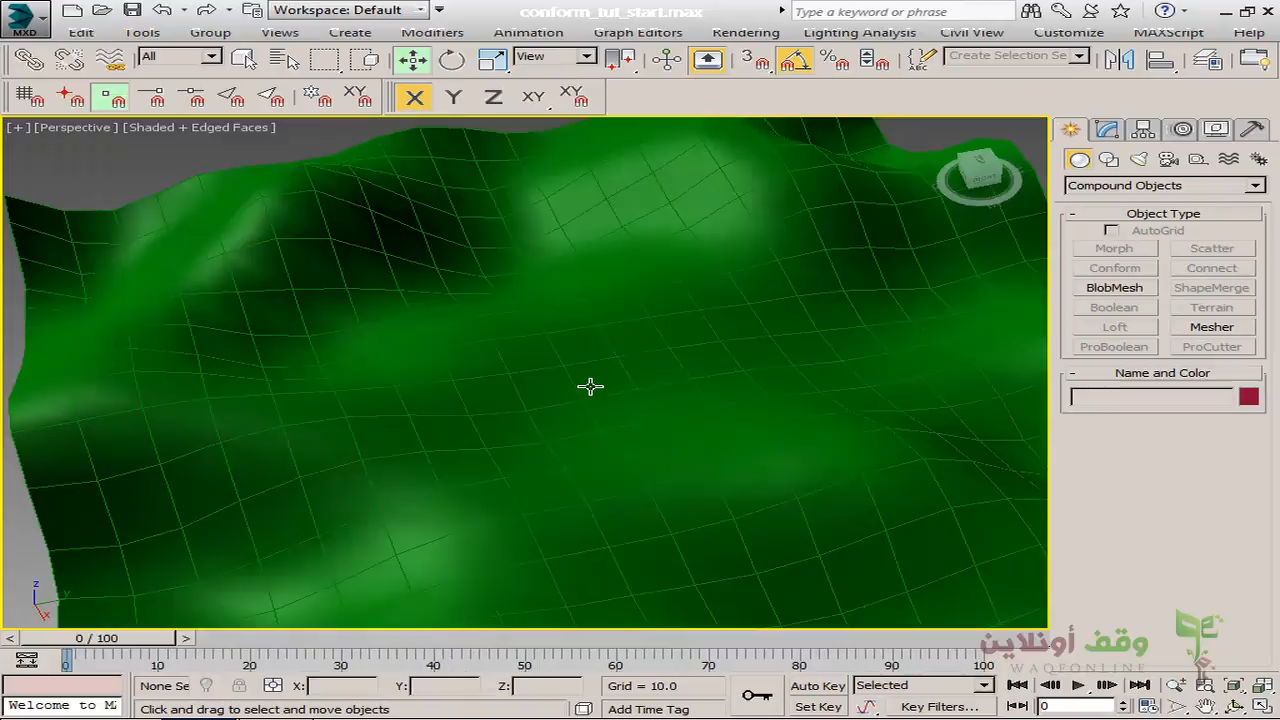 Workspace: Default
conform_tut_start.max
Type a keyword or phrase
MXD
Edit Tools Group Views Create Modifiers Animation Graph Editors Rendering Lighting Analysis Civil View Customize MAXScript Help
All View 3 % ABC Create Selection Se
XY X Y Z XY XY
[+] [Perspective] [Shaded + Edged Faces]
Compound Objects
- Object Type
AutoGrid
Morph Scatter
Conform Connect
BlobMesh ShapeMerge
Boolean Terrain
Loft Mesher
ProBoolean ProCutter
- Name and Color
z
y
x
< 0 / 100 >
وقف أونلاين
WAQFONLINE
0 10 20 30 40 50 60 70 80 90 100
None Se X: Y: Z: Grid = 10.0 Auto Key Selected
Welcome to MA Click and drag to select and move objects Add Time Tag Set Key Key Filters... 0